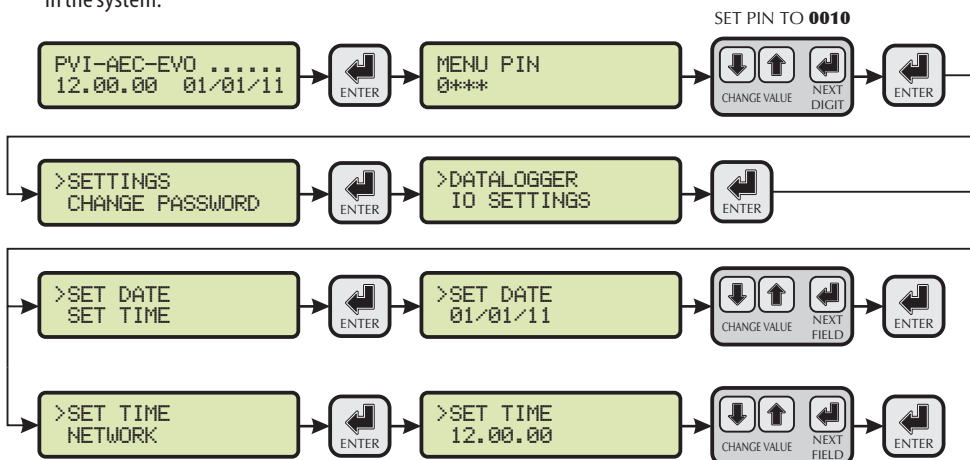 in the system.
SET PIN TO 0010
PVI-AEC-EVO ......
12.00.00 01/01/11
ENTER
MENU PIN
0***
CHANGE VALUE
NEXT
DIGIT
ENTER
>SETTINGS
CHANGE PASSWORD
ENTER
>DATALOGGER
IO SETTINGS
ENTER
>SET DATE
SET TIME
ENTER
>SET DATE
01/01/11
CHANGE VALUE
NEXT
FIELD
ENTER
>SET TIME
NETWORK
ENTER
>SET TIME
12.00.00
CHANGE VALUE
NEXT
FIELD
ENTER